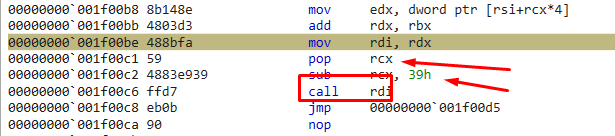 00000000`001f00b8 8b148e mov edx, dword ptr [rsi+rcx*4]
00000000`001f00bb 4803d3 add rdx, rbx
00000000`001f00be 488bfa mov rdi, rdx
00000000`001f00c1 59 pop rcx
00000000`001f00c2 4883e939 sub rcx, 39h
00000000`001f00c6 ffd7 call rdi
00000000`001f00c8 eb0b jmp 00000000`001f00d5
00000000`001f00ca 90 nop